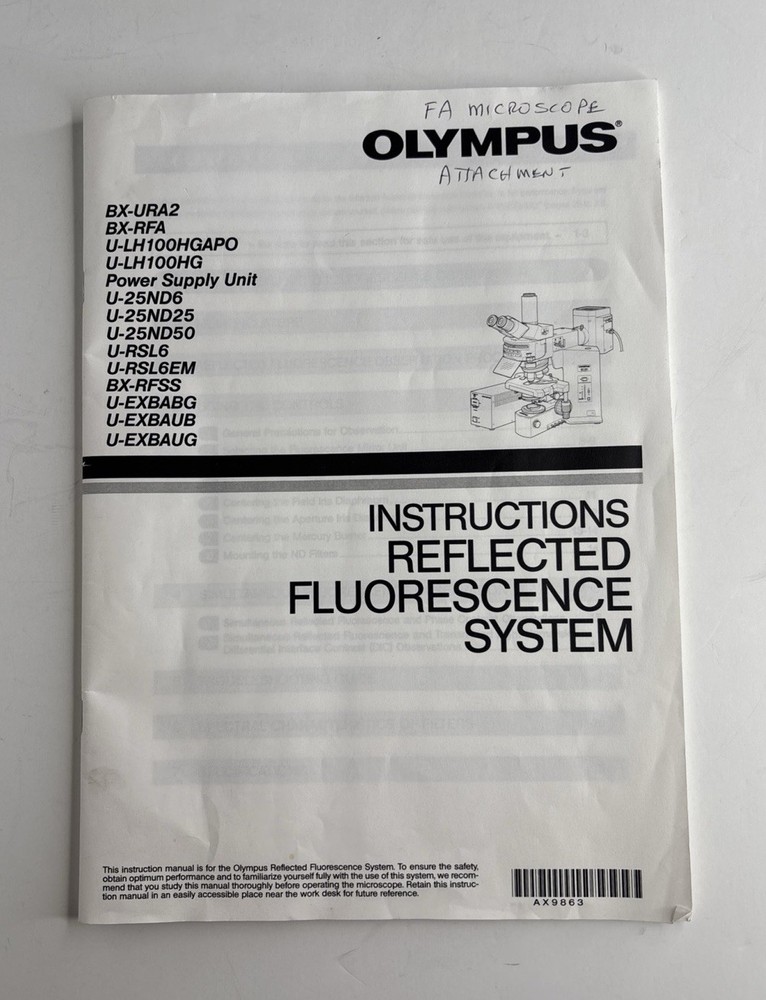 FA MICROSCOPE
OLYMPUS®
ATTACHMENT
BX-URA2
BX-RFA
U-LH100HGAPO
U-LH100HG
Power Supply Unit
U-25ND6
U-25ND25
U-25ND50
U-RSL6
U-RSL6EM
BX-RFSS
U-EXBABG
U-EXBAUB
U-EXBAUG
INSTRUCTIONS
REFLECTED
FLUORESCENCE
SYSTEM
This instruction manual is for the Olympus Reflected Fluorescence System. To ensure the safety,
obtain optimum performance and to familiarize yourself fully with the use of this system, we recom-
mend that you study this manual thoroughly before operating the microscope. Retain this instruc-
tion manual in an easily accessible place near the work desk for future reference.
AX9863